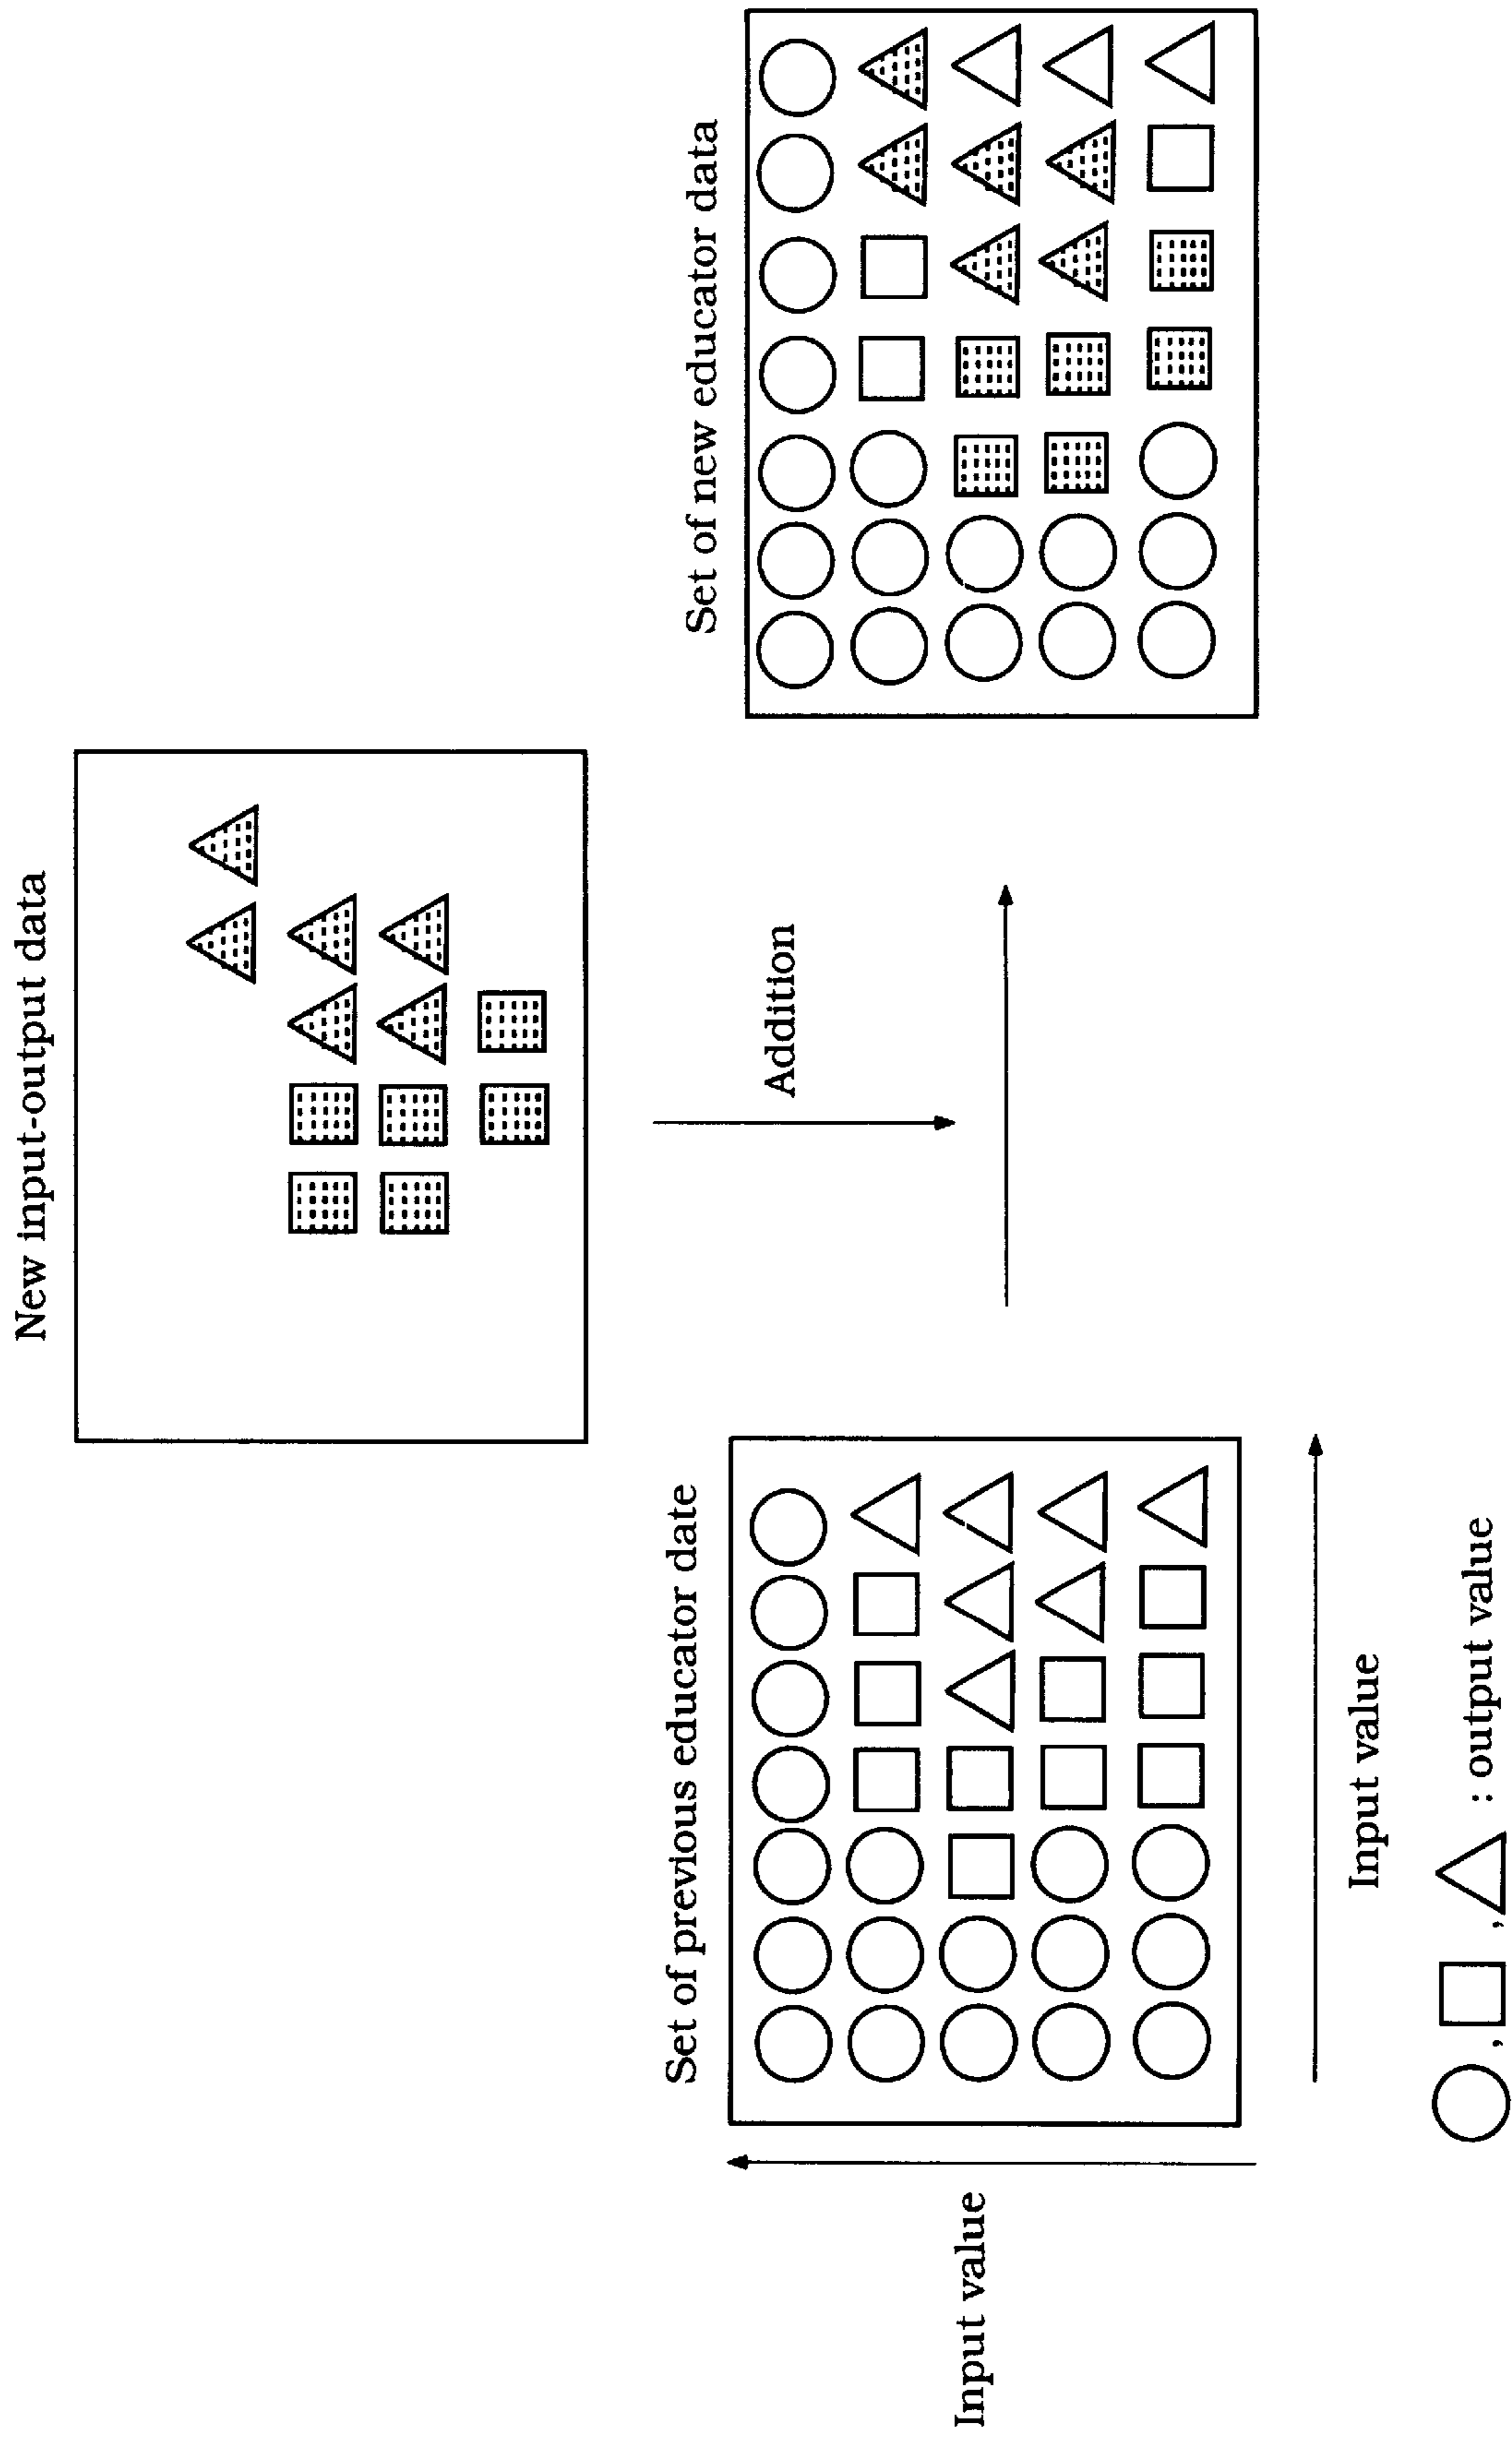 New input-output data
Set of previous educator date
Addition
Set of new educator data
Input value
Input value
, , : output value